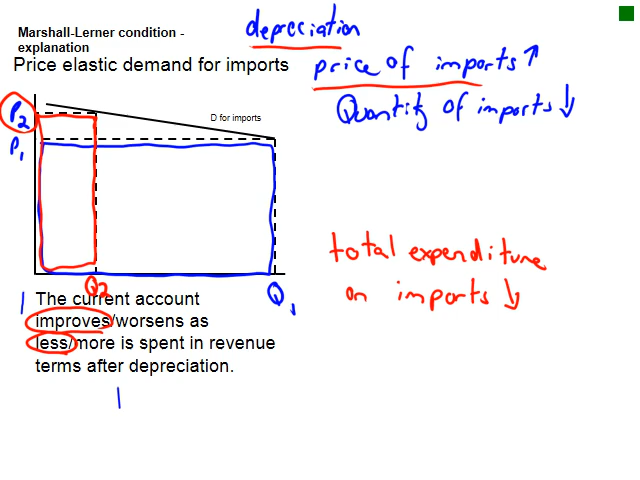 Marshall-Lerner condition -
explanation
depreciation
Price elastic demand for imports
price of imports ↑
Quantity of imports ↓
P2
P1
D for imports
total expenditure
on imports ↓
Q2
Q1
The current account
improves/worsens as
less/more is spent in revenue
terms after depreciation.